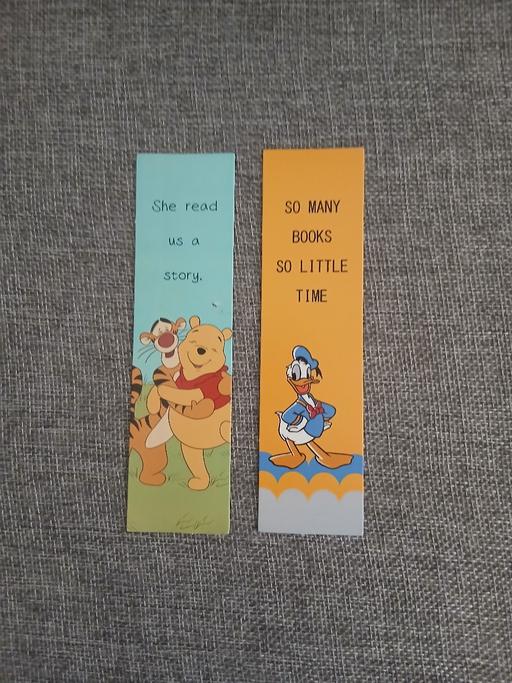 She read
us a
story.
SO MANY
BOOKS
SO LITTLE
TIME